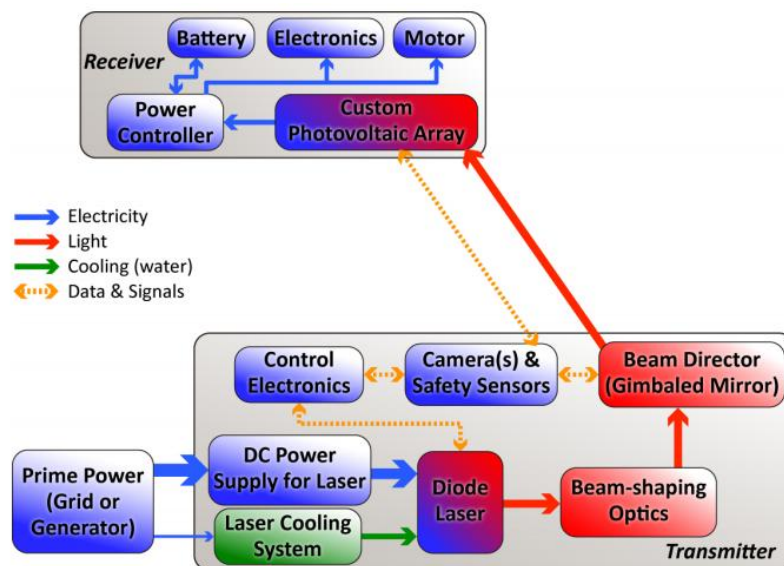 Receiver
Battery
Electronics
Motor
Power
Controller
Custom
Photovoltaic Array
Electricity
Light
Cooling (water)
Data & Signals
Control
Electronics
Camera(s) &
Safety Sensors
Beam Director
(Gimbaled Mirror)
Prime Power
(Grid or
Generator)
DC Power
Supply for Laser
Laser Cooling
System
Diode
Laser
Beam-shaping
Optics
Transmitter